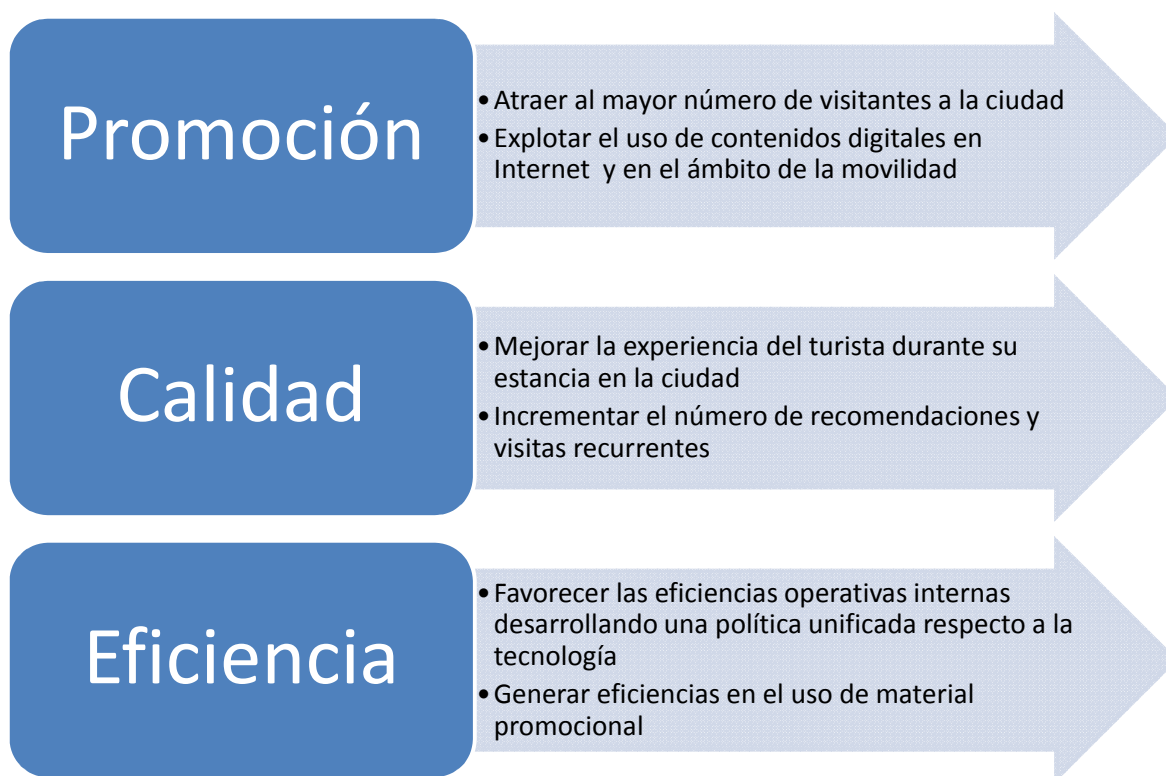 Promoción
•Atraer al mayor número de visitantes a la ciudad
•Explotar el uso de contenidos digitales en
Internet y en el ámbito de la movilidad
Calidad
•Mejorar la experiencia del turista durante su
estancia en la ciudad
•Incrementar el número de recomendaciones y
visitas recurrentes
Eficiencia
•Favorecer las eficiencias operativas internas
desarrollando una política unificada respecto a la
tecnología
•Generar eficiencias en el uso de material
promocional